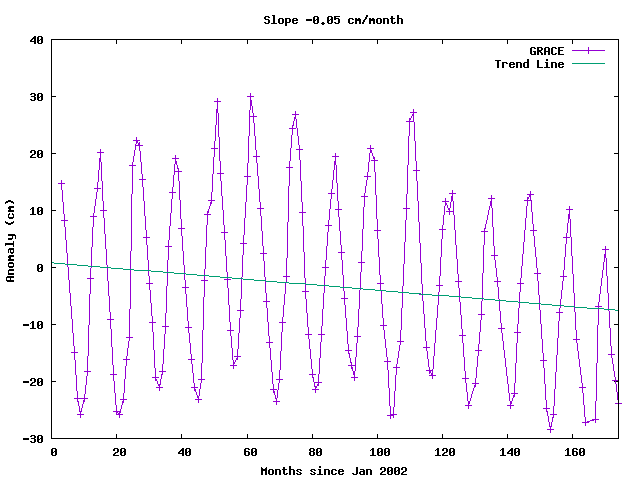 Slope -0.05 cm/month
GRACE
Trend Line
40
30
20
10
0
-10
-20
-30
Anomaly (cm)
0 20 40 60 80 100 120 140 160
Months since Jan 2002